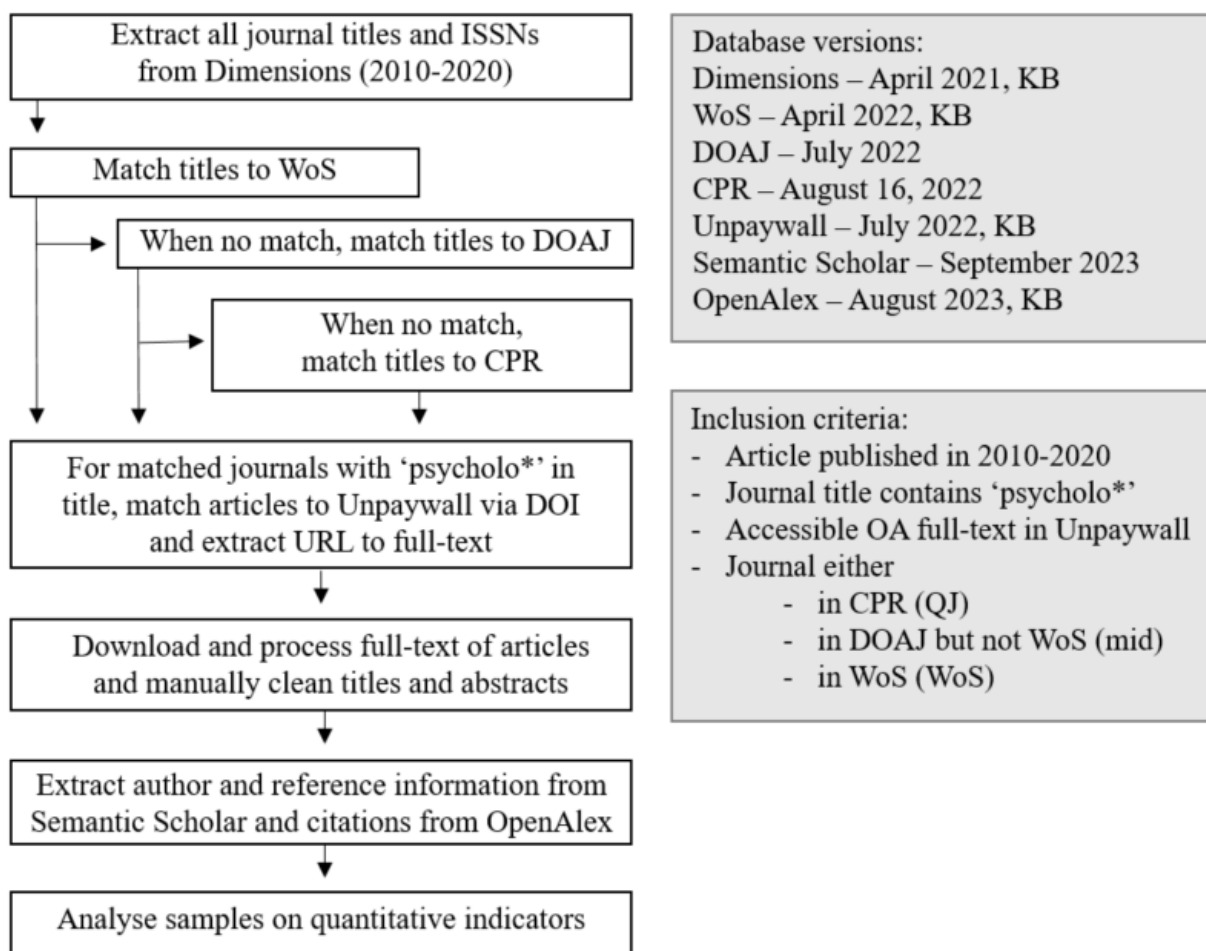 Extract all journal titles and ISSNs
from Dimensions (2010-2020)
Match titles to WoS
When no match, match titles to DOAJ
When no match,
match titles to CPR
For matched journals with ‘psycholo*’ in
title, match articles to Unpaywall via DOI
and extract URL to full-text
Download and process full-text of articles
and manually clean titles and abstracts
Extract author and reference information from
Semantic Scholar and citations from OpenAlex
Analyse samples on quantitative indicators
Database versions:
Dimensions – April 2021, KB
WoS – April 2022, KB
DOAJ – July 2022
CPR – August 16, 2022
Unpaywall – July 2022, KB
Semantic Scholar – September 2023
OpenAlex – August 2023, KB
Inclusion criteria:
- Article published in 2010-2020
- Journal title contains ‘psycholo*’
- Accessible OA full-text in Unpaywall
- Journal either
- in CPR (QJ)
- in DOAJ but not WoS (mid)
- in WoS (WoS)